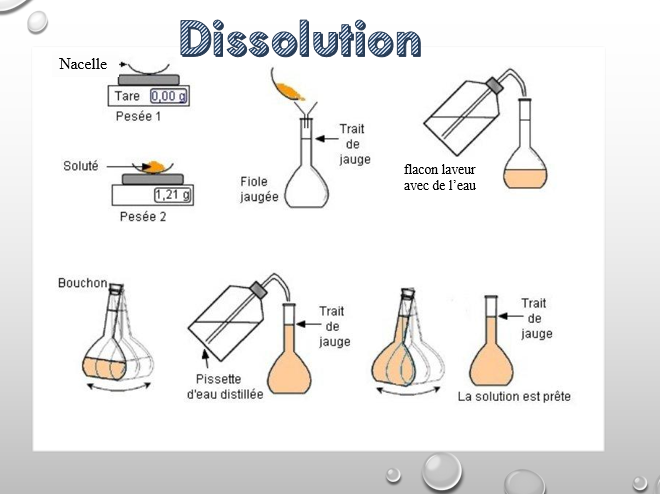 Dissolution
Nacelle
Tare 0,00 g
Pesée 1
Soluté
1,21 g
Pesée 2
Trait
de
jauge
Fiole
jaugée
flacon laveur
avec de l'eau
Bouchon
Pissette
d'eau distillée
Trait
de
jauge
Trait
de
jauge
La solution est prête